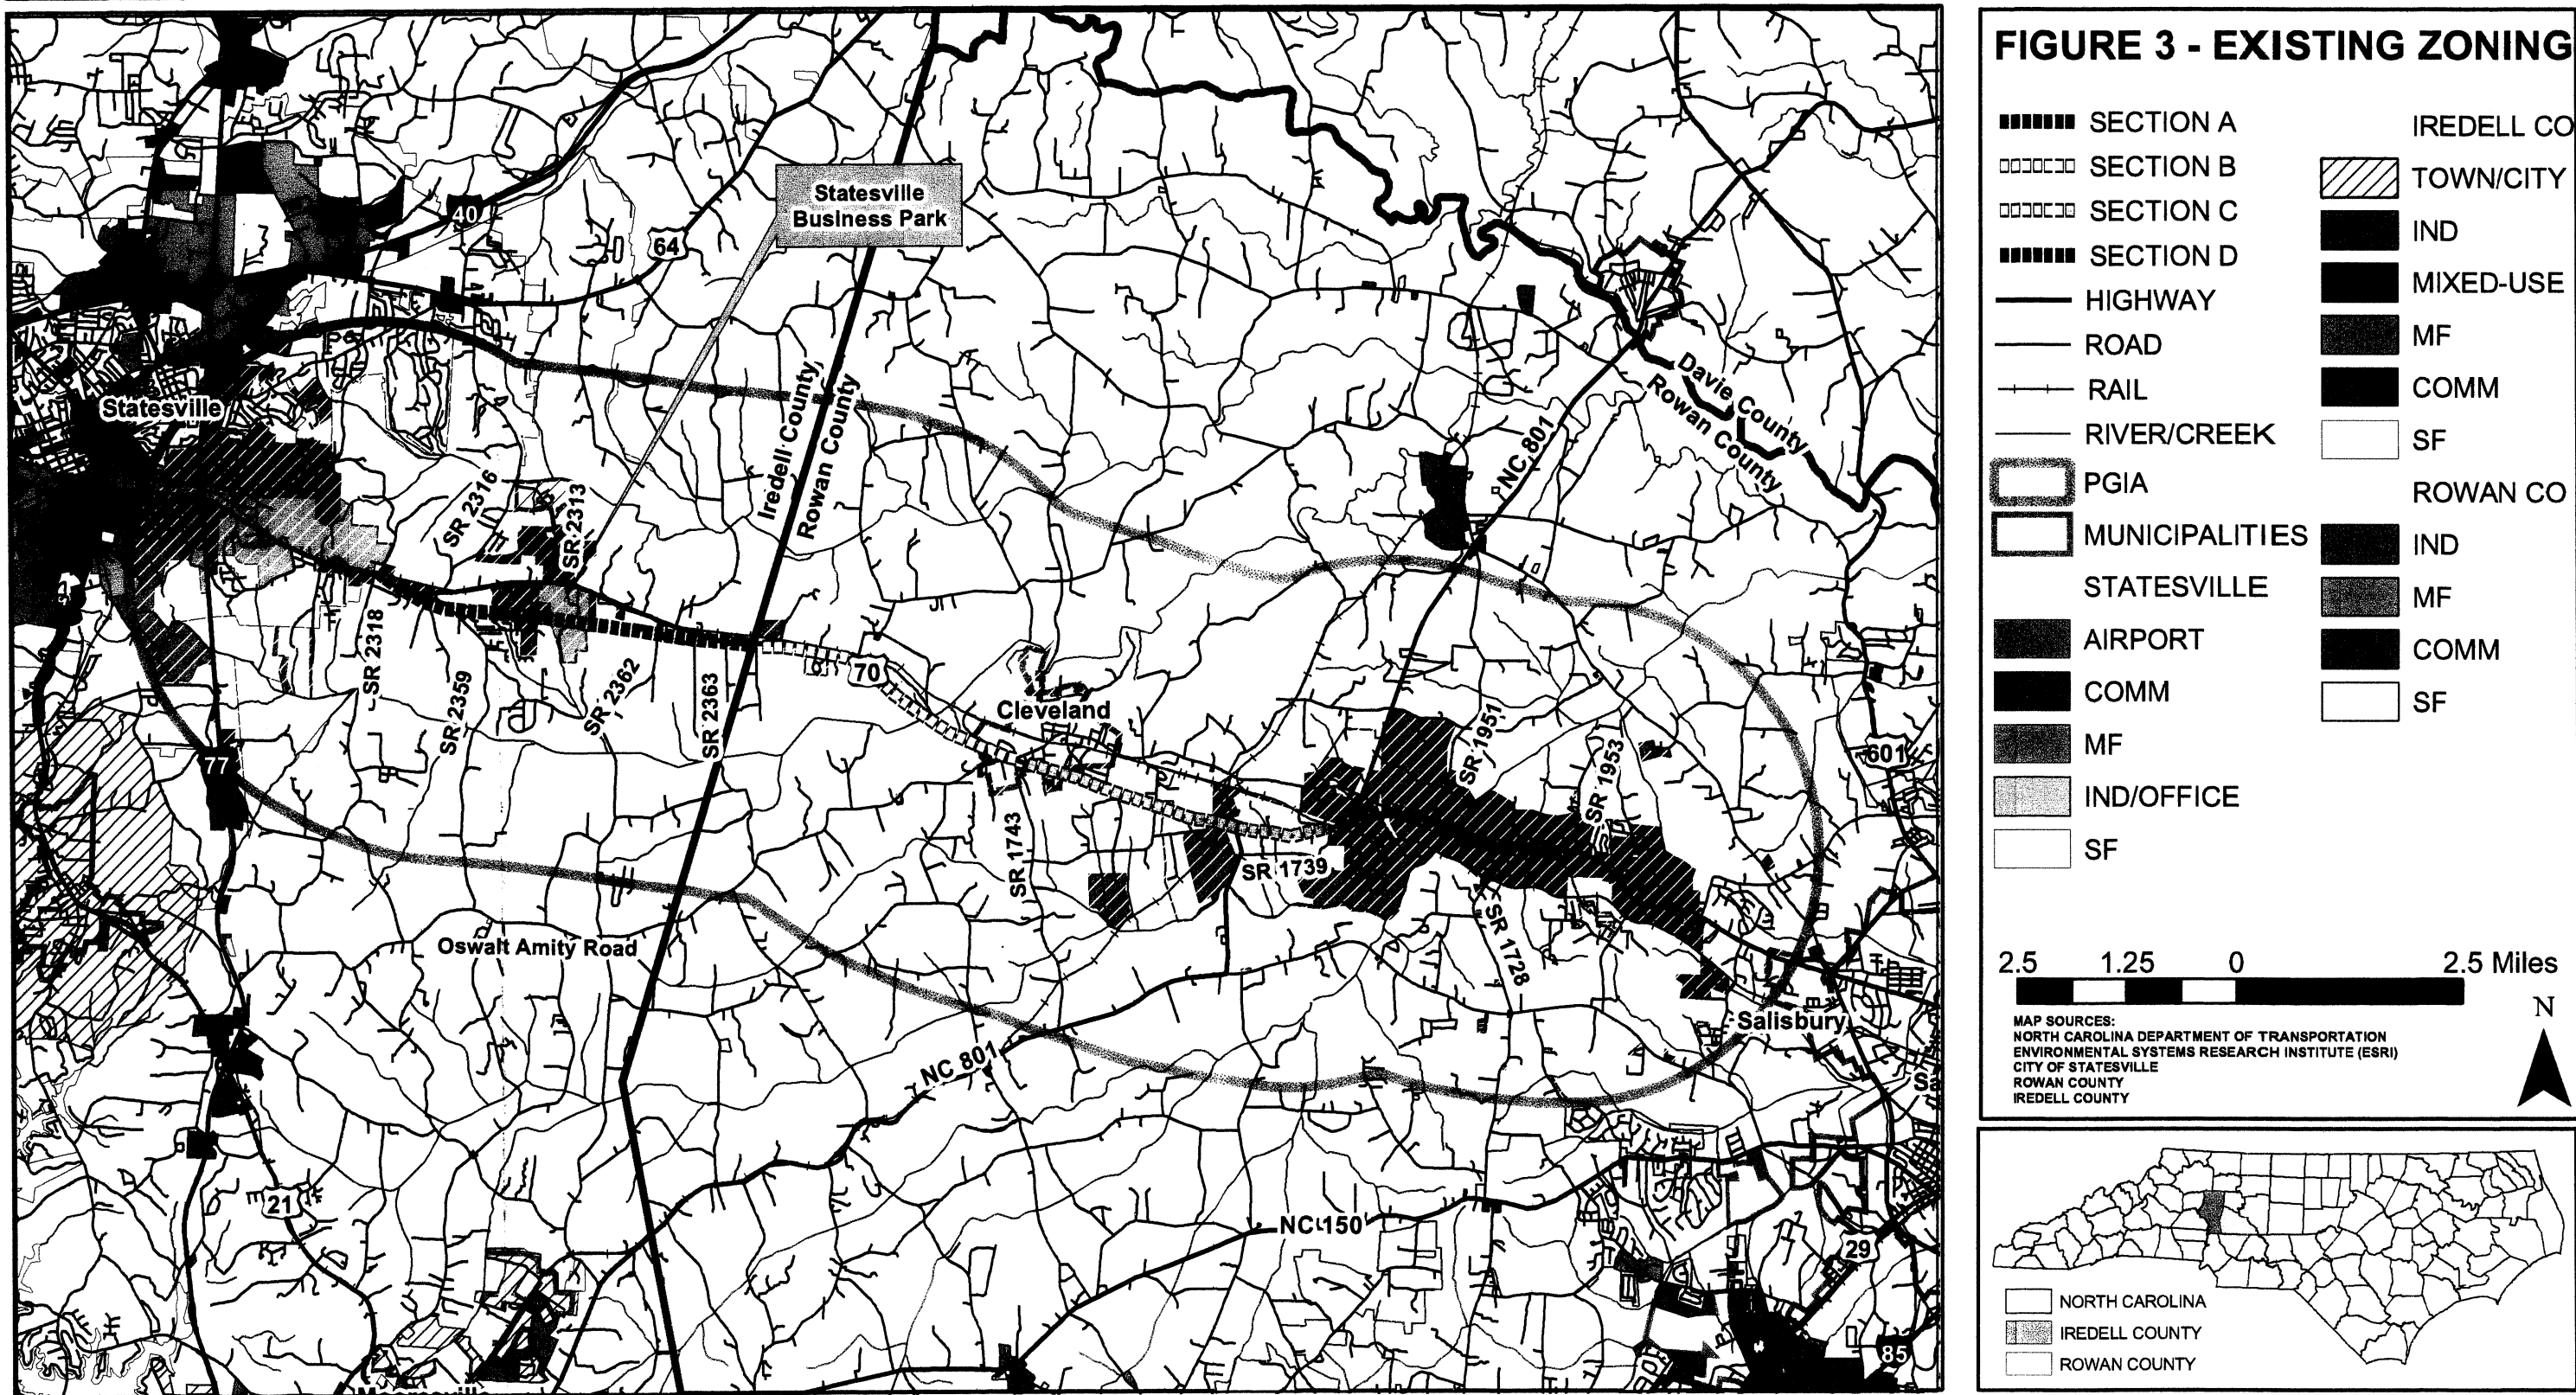 40
64
Statesville
Business Park
Statesville
Iredell County
Rowan County
Davie County
Rowan County
NC 801
SR 2316
SR 2313
SR 2318
SR 2359
SR 2362
SR 2363
70
Cleveland
SR 1951
SR 1953
601
77
SR 1743
SR 1739
SR 1728
Oswalt Amity Road
Salisbury
Sa
NC 801
21
NC 150
29
85
FIGURE 3 - EXISTING ZONING
SECTION A
SECTION B
SECTION C
SECTION D
HIGHWAY
ROAD
RAIL
RIVER/CREEK
PGIA
MUNICIPALITIES
STATESVILLE
AIRPORT
COMM
MF
IND/OFFICE
SF
IREDELL CO
TOWN/CITY
IND
MIXED-USE
MF
COMM
SF
ROWAN CO
IND
MF
COMM
SF
2.5 1.25 0 2.5 Miles
N
MAP SOURCES:
NORTH CAROLINA DEPARTMENT OF TRANSPORTATION
ENVIRONMENTAL SYSTEMS RESEARCH INSTITUTE (ESRI)
CITY OF STATESVILLE
ROWAN COUNTY
IREDELL COUNTY
NORTH CAROLINA
IREDELL COUNTY
ROWAN COUNTY